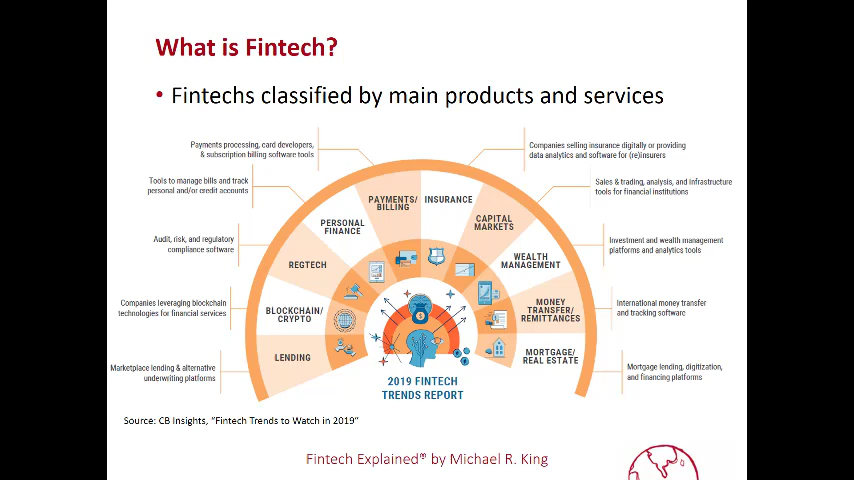 What is Fintech?
• Fintechs classified by main products and services
Payments processing, card developers,
& subscription billing software tools
Companies selling insurance digitally or providing
data analytics and software for (re)insurers
Tools to manage bills and track
personal and/or credit accounts
Sales & trading, analysis, and infrastructure
tools for financial institutions
Audit, risk, and regulatory
compliance software
Investment and wealth management
platforms and analytics tools
Companies leveraging blockchain
technologies for financial services
International money transfer
and tracking software
Marketplace lending & alternative
underwriting platforms
Mortgage lending, digitization,
and financing platforms
LENDING
BLOCKCHAIN/
CRYPTO
REGTECH
PERSONAL
FINANCE
PAYMENTS/
BILLING
INSURANCE
CAPITAL
MARKETS
WEALTH
MANAGEMENT
MONEY
TRANSFER/
REMITTANCES
MORTGAGE/
REAL ESTATE
2019 FINTECH
TRENDS REPORT
Source: CB Insights, "Fintech Trends to Watch in 2019"
Fintech Explained® by Michael R. King